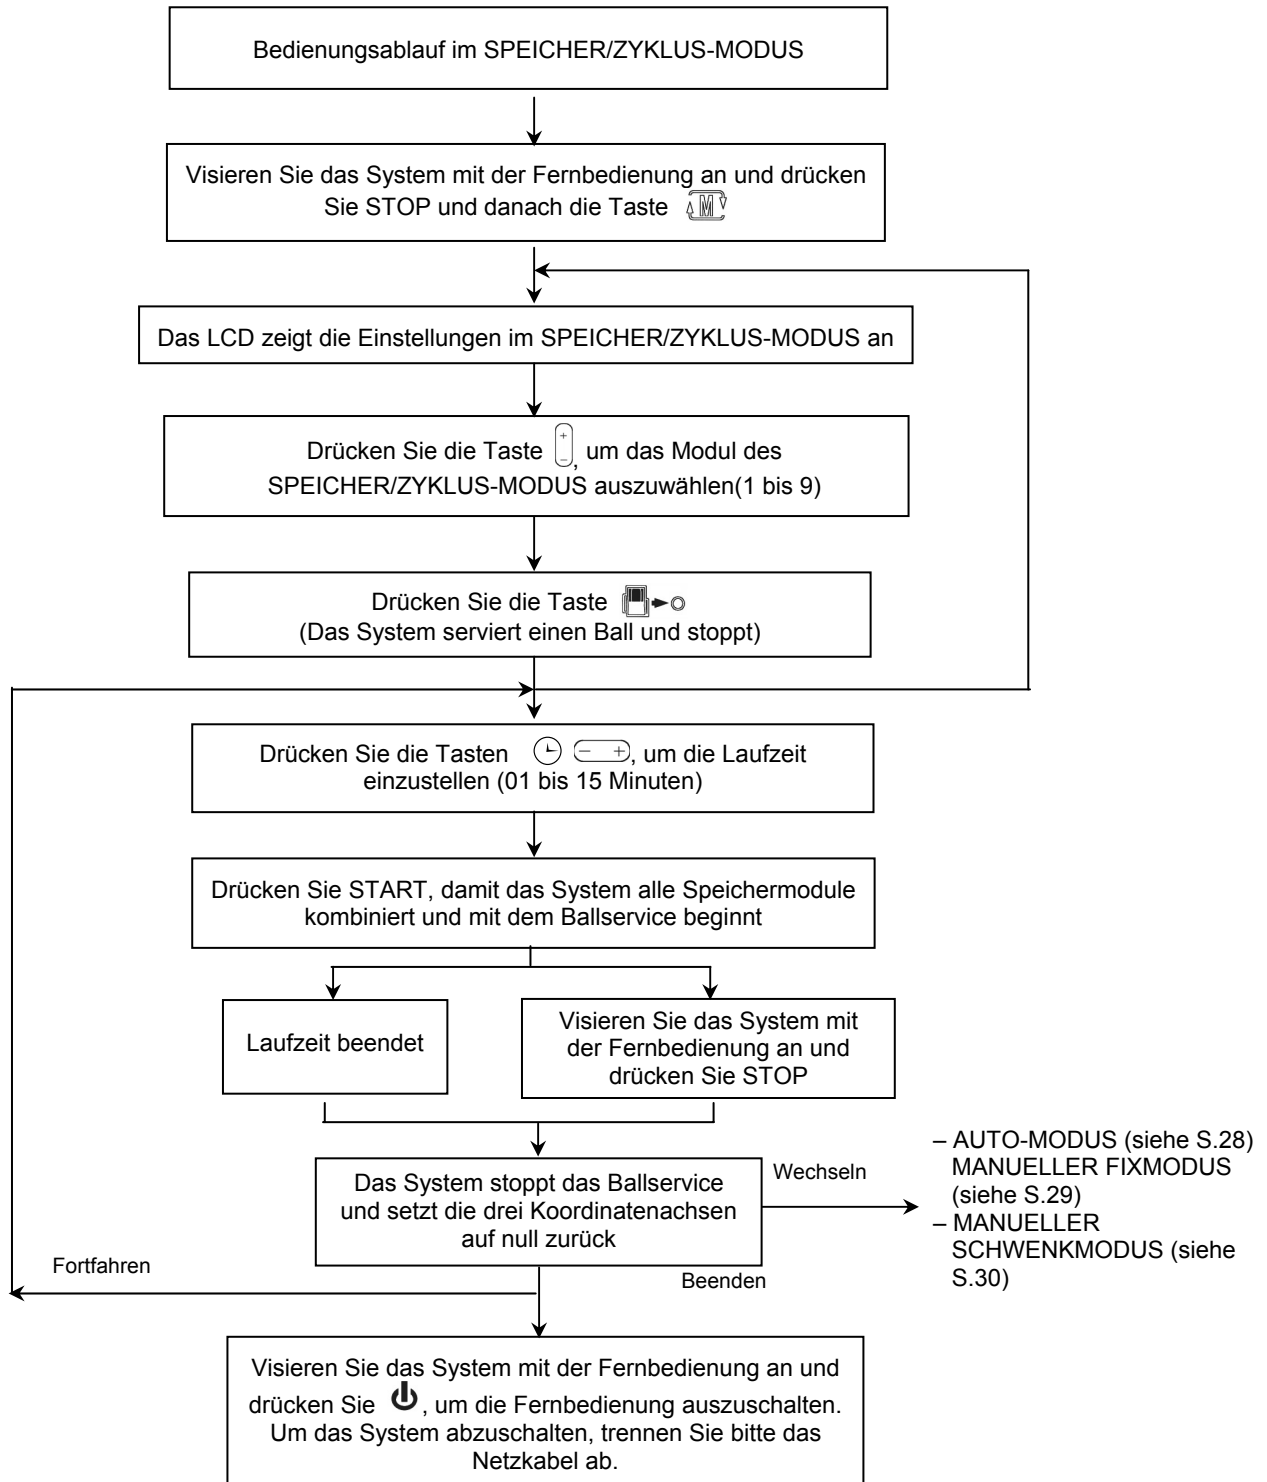 Bedienungsablauf im SPEICHER/ZYKLUS-MODUS
Visieren Sie das System mit der Fernbedienung an und drücken
Sie STOP und danach die Taste M
Das LCD zeigt die Einstellungen im SPEICHER/ZYKLUS-MODUS an
Drücken Sie die Taste + -, um das Modul des
SPEICHER/ZYKLUS-MODUS auszuwählen(1 bis 9)
Drücken Sie die Taste
(Das System serviert einen Ball und stoppt)
Drücken Sie die Tasten - +, um die Laufzeit
einzustellen (01 bis 15 Minuten)
Drücken Sie START, damit das System alle Speichermodule
kombiniert und mit dem Ballservice beginnt
Laufzeit beendet
Visieren Sie das System mit
der Fernbedienung an und
drücken Sie STOP
Das System stoppt das Ballservice
und setzt die drei Koordinatenachsen
auf null zurück
Wechseln
– AUTO-MODUS (siehe S.28)
MANUELLER FIXMODUS
(siehe S.29)
– MANUELLER
SCHWENKMODUS (siehe
S.30)
Fortfahren
Beenden
Visieren Sie das System mit der Fernbedienung an und
drücken Sie , um die Fernbedienung auszuschalten.
Um das System abzuschalten, trennen Sie bitte das
Netzkabel ab.